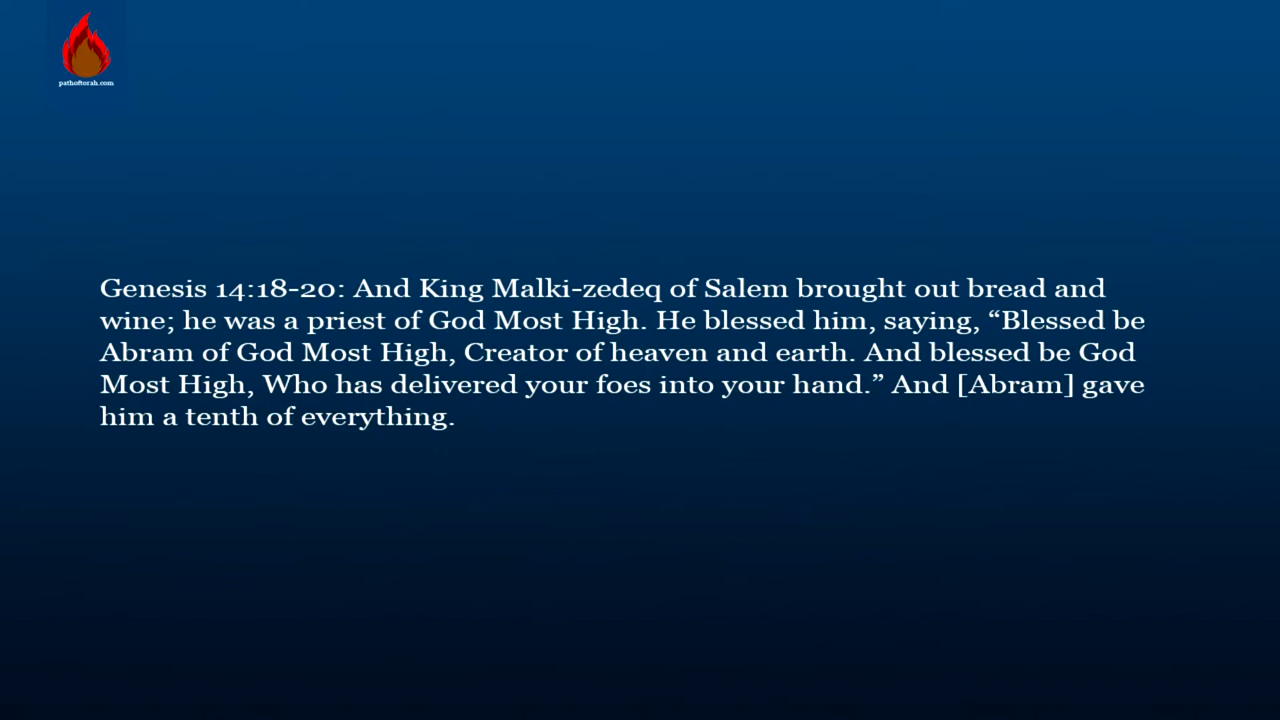 pathoftorah.com
Genesis 14:18-20: And King Malki-zedeq of Salem brought out bread and
wine; he was a priest of God Most High. He blessed him, saying, “Blessed be
Abram of God Most High, Creator of heaven and earth. And blessed be God
Most High, Who has delivered your foes into your hand.” And [Abram] gave
him a tenth of everything.